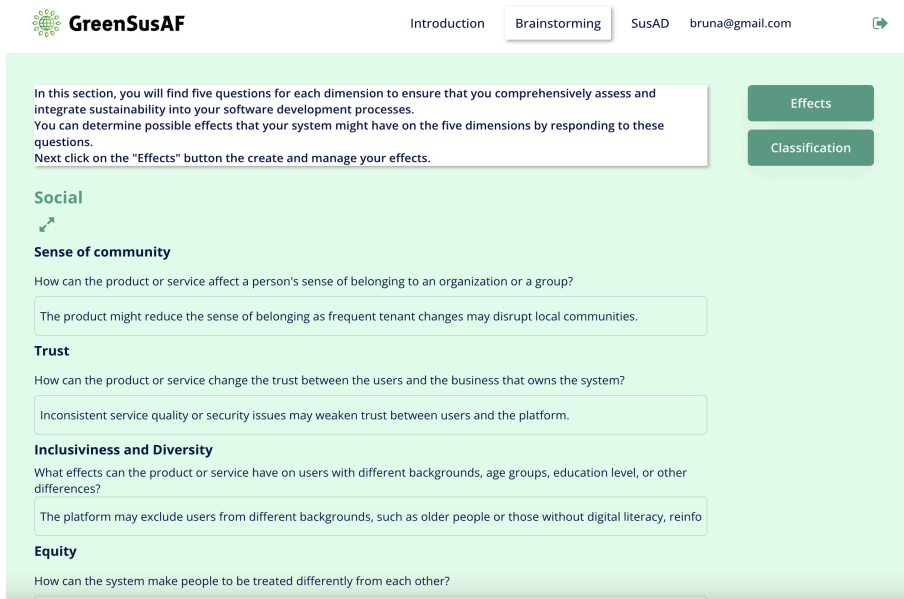 GreenSusAF
Introduction
Brainstorming
SusAD
bruna@gmail.com
In this section, you will find five questions for each dimension to ensure that you comprehensively assess and
integrate sustainability into your software development processes.
You can determine possible effects that your system might have on the five dimensions by responding to these
questions.
Next click on the "Effects" button the create and manage your effects.
Effects
Classification
Social
Sense of community
How can the product or service affect a person's sense of belonging to an organization or a group?
The product might reduce the sense of belonging as frequent tenant changes may disrupt local communities.
Trust
How can the product or service change the trust between the users and the business that owns the system?
Inconsistent service quality or security issues may weaken trust between users and the platform.
Inclusiviness and Diversity
What effects can the product or service have on users with different backgrounds, age groups, education level, or other
differences?
The platform may exclude users from different backgrounds, such as older people or those without digital literacy, reinfo
Equity
How can the system make people to be treated differently from each other?